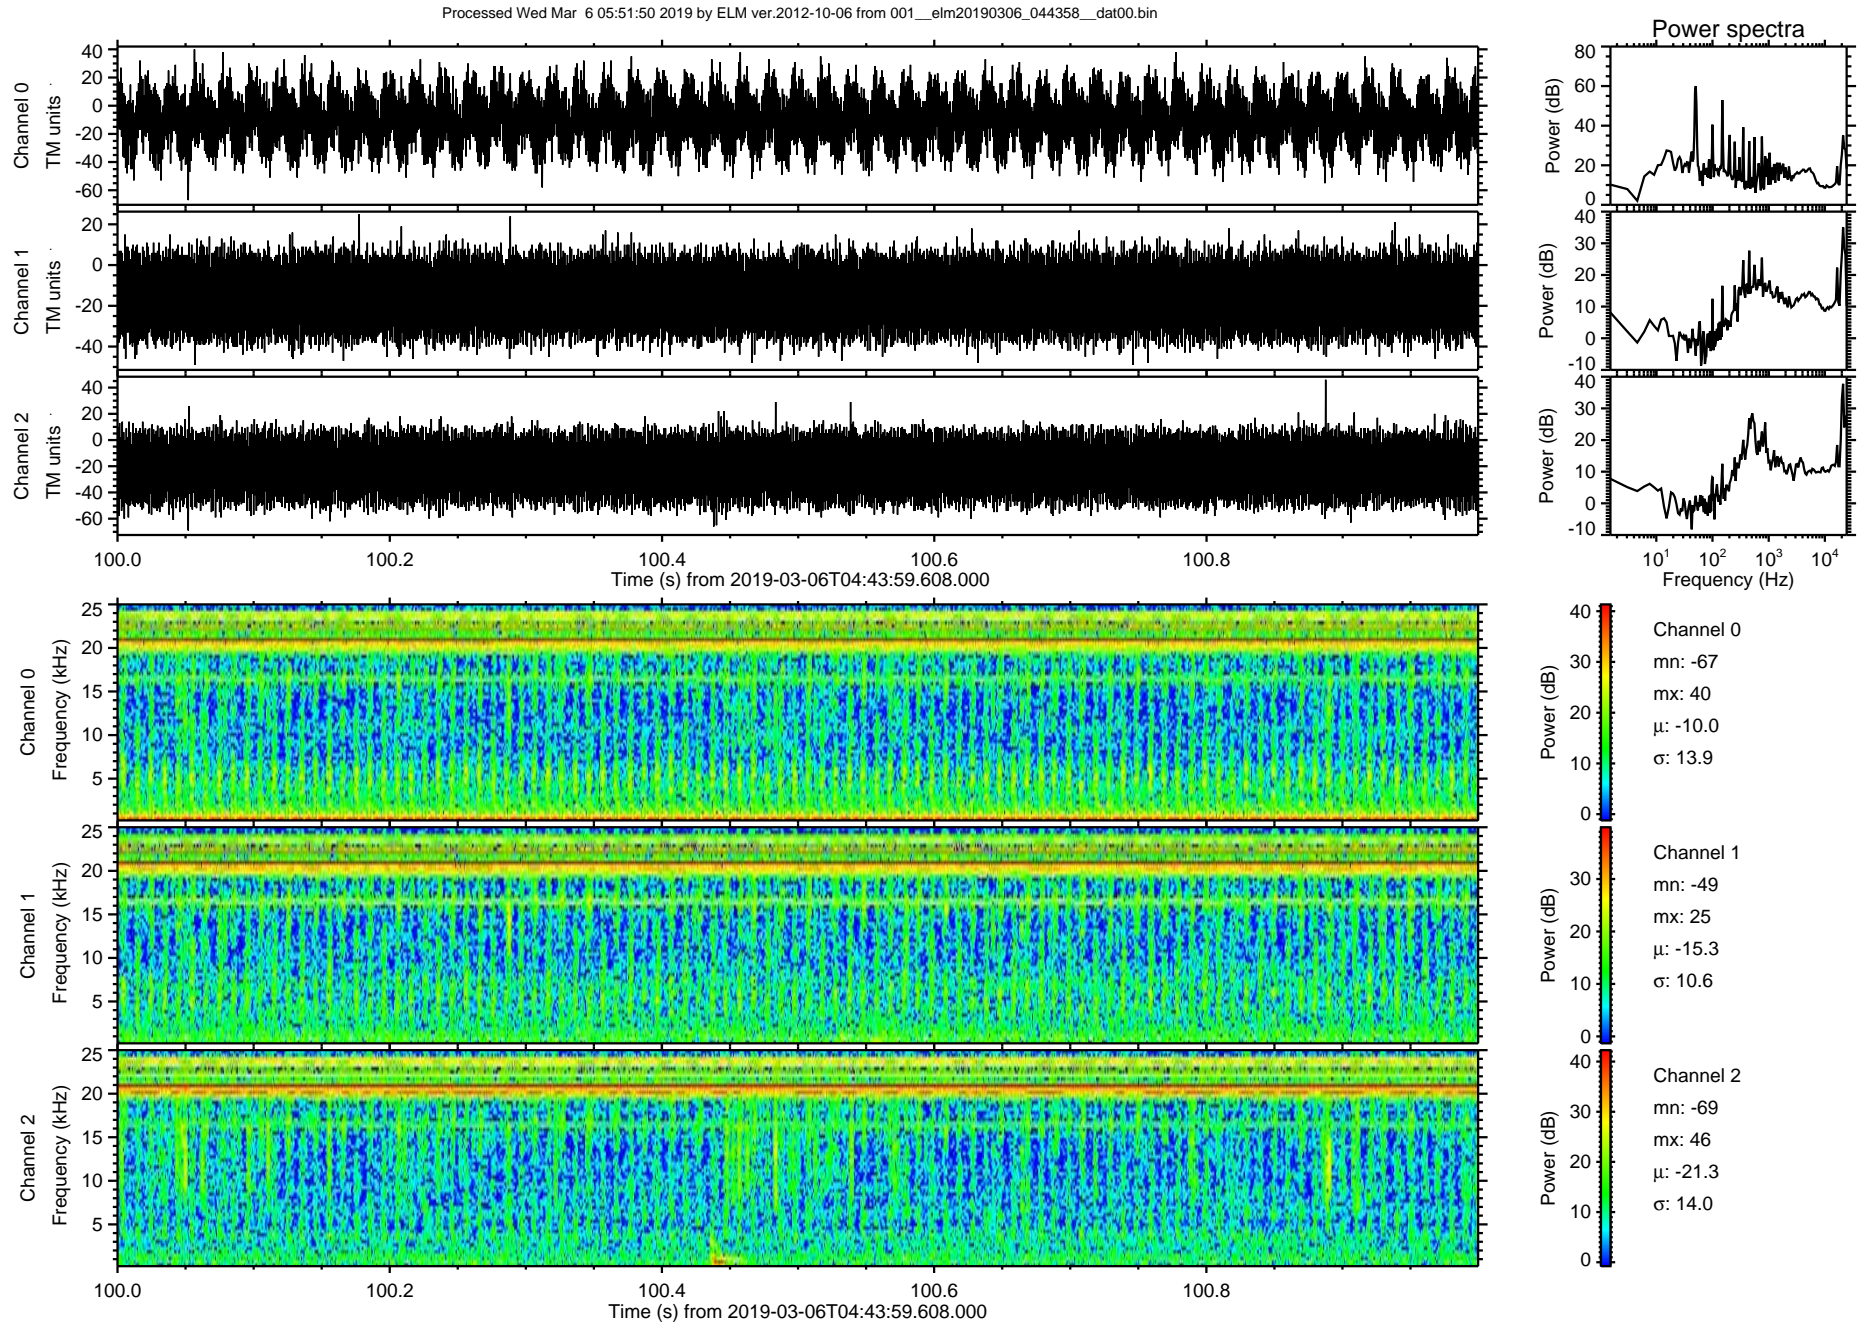 Processed Wed Mar  6 05:51:50 2019 by ELM ver.2012-10-06 from 001__elm20190306_044358__dat00.bin
Power spectra
Channel 0
TM units
40
20
0
-20
-40
-60
Power (dB)
80
60
40
20
0
Channel 1
TM units
20
0
-20
-40
Power (dB)
40
30
20
10
0
-10
Channel 2
TM units
40
20
0
-20
-40
-60
Power (dB)
40
30
20
10
0
-10
100.0 100.2 100.4 100.6 100.8
Time (s) from 2019-03-06T04:43:59.608.000
10¹ 10² 10³ 10⁴
Frequency (Hz)
Channel 0
Frequency (kHz)
25
20
15
10
5
Power (dB)
40
30
20
10
0
Channel 0
mn: -67
mx: 40
μ: -10.0
σ: 13.9
Channel 1
Frequency (kHz)
25
20
15
10
5
Power (dB)
30
20
10
0
Channel 1
mn: -49
mx: 25
μ: -15.3
σ: 10.6
Channel 2
Frequency (kHz)
25
20
15
10
5
Power (dB)
40
30
20
10
0
Channel 2
mn: -69
mx: 46
μ: -21.3
σ: 14.0
100.0 100.2 100.4 100.6 100.8
Time (s) from 2019-03-06T04:43:59.608.000